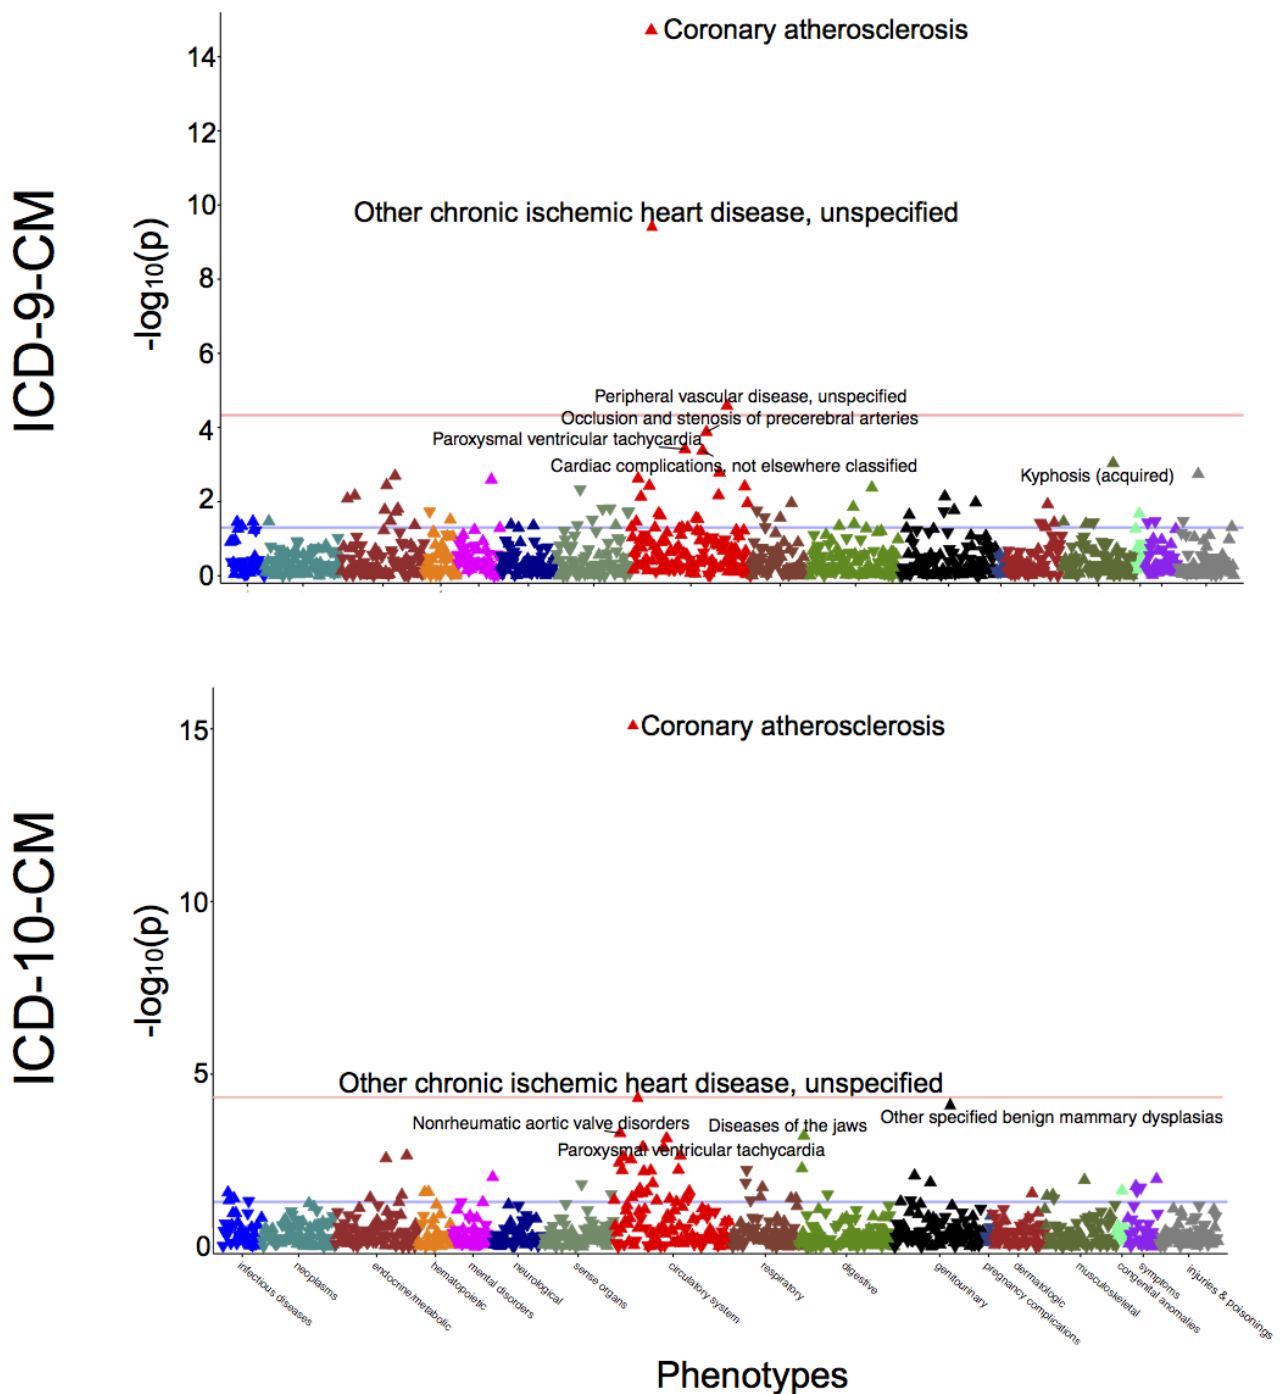 ICD-9-CM
-log10(p)
14
12
10
8
6
4
2
0
Coronary atherosclerosis
Other chronic ischemic heart disease, unspecified
Peripheral vascular disease, unspecified
Occlusion and stenosis of precerebral arteries
Paroxysmal ventricular tachycardia
Cardiac complications, not elsewhere classified
Kyphosis (acquired)
ICD-10-CM
-log10(p)
15
10
5
0
Coronary atherosclerosis
Other chronic ischemic heart disease, unspecified
Other specified benign mammary dysplasias
Nonrheumatic aortic valve disorders
Diseases of the jaws
Paroxysmal ventricular tachycardia
infectious diseases
neoplasms
endocrine/metabolic
hematopoietic
mental disorders
neurological
sense organs
circulatory system
respiratory
digestive
genitourinary
pregnancy complications
dermatologic
musculoskeletal
congenital anomalies
symptoms
injuries & poisonings
Phenotypes